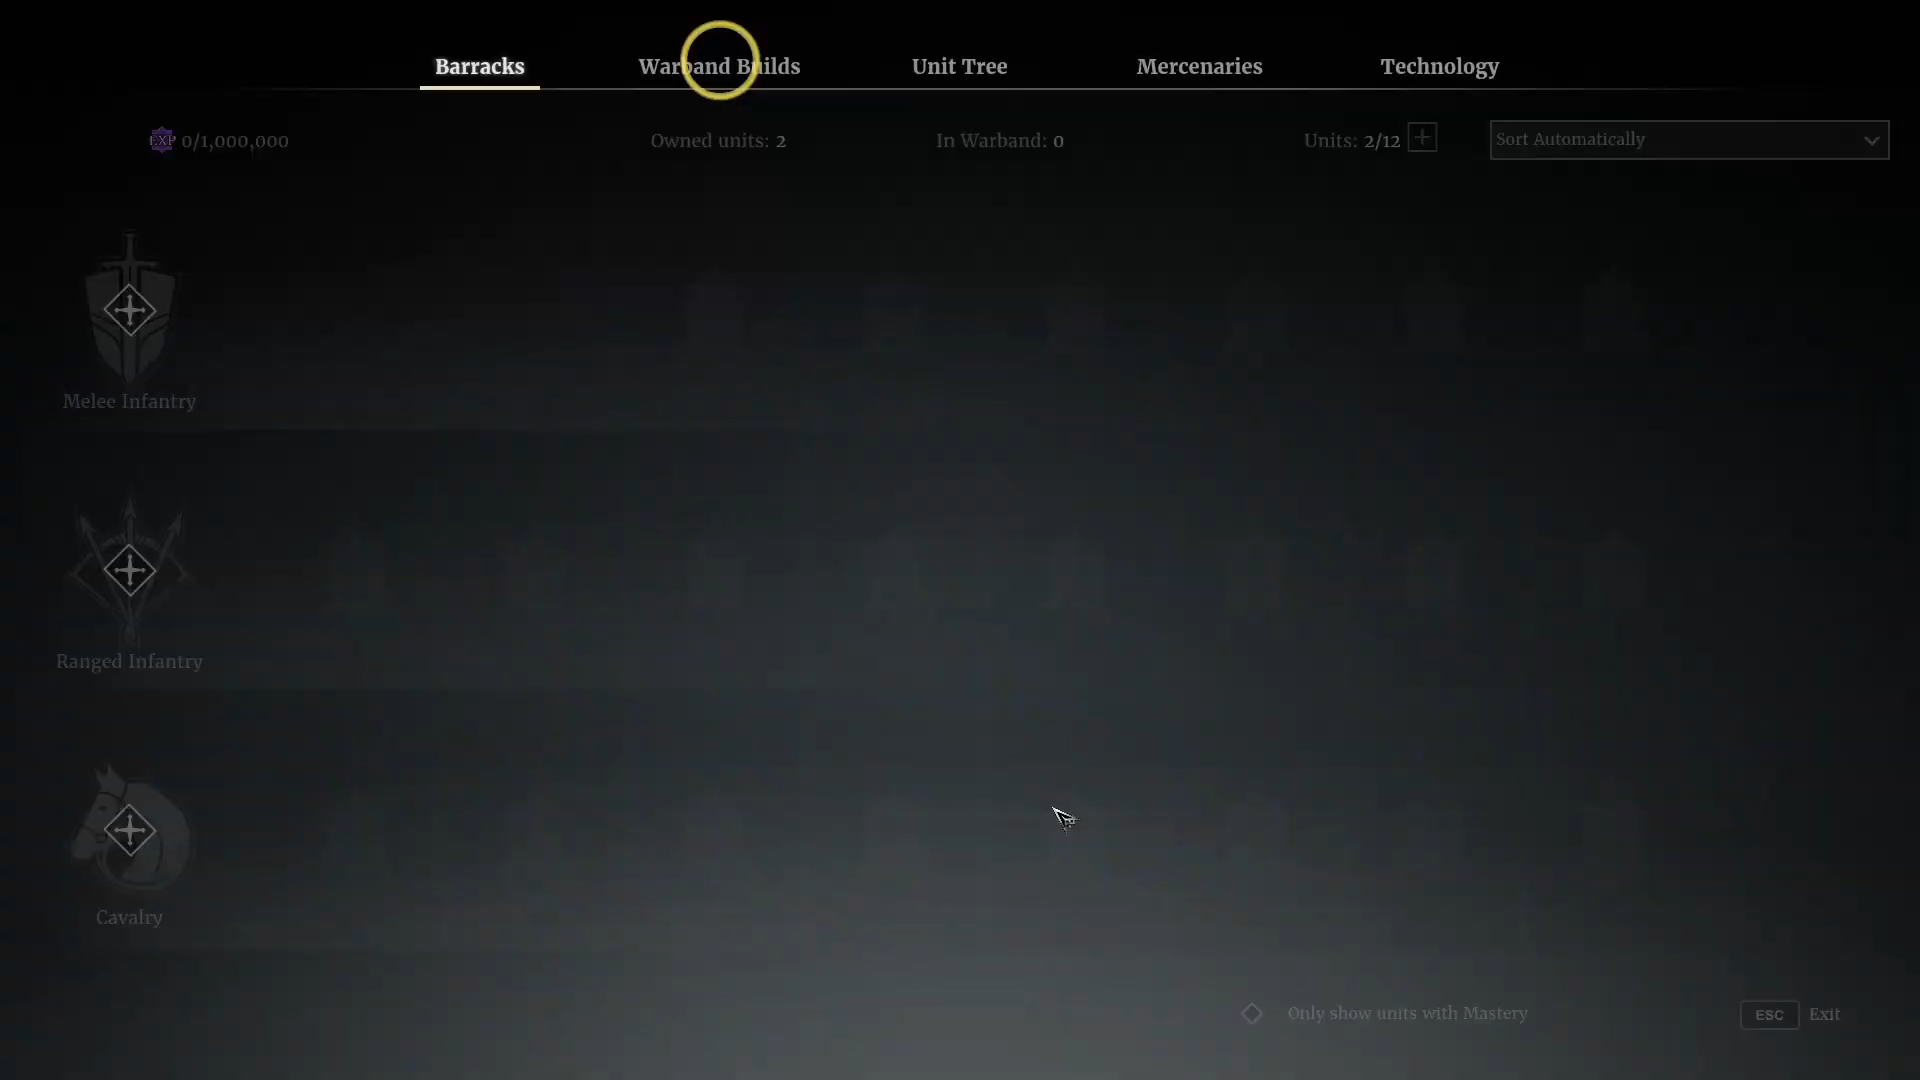 Barracks
Warband Builds
Unit Tree
Mercenaries
Technology
EXP 0/1,000,000
Owned units: 2
In Warband: 0
Units: 2/12
Sort Automatically
Melee Infantry
Ranged Infantry
Cavalry
Only show units with Mastery
ESC Exit